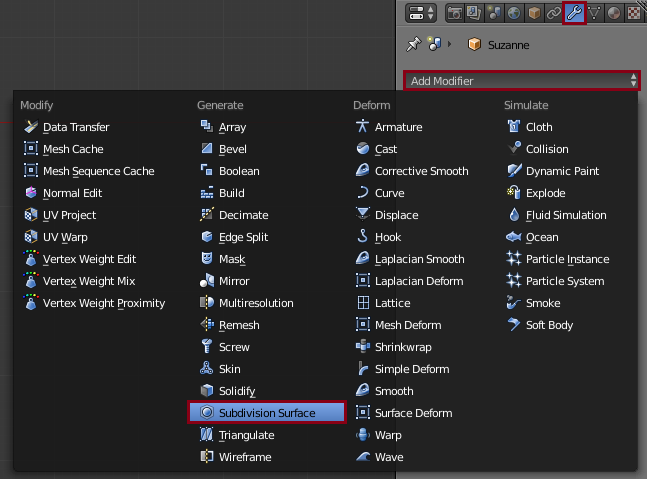 Suzanne
Add Modifier
Modify
Data Transfer
Mesh Cache
Mesh Sequence Cache
Normal Edit
UV Project
UV Warp
Vertex Weight Edit
Vertex Weight Mix
Vertex Weight Proximity
Generate
Array
Bevel
Boolean
Build
Decimate
Edge Split
Mask
Mirror
Multiresolution
Remesh
Screw
Skin
Solidify
Subdivision Surface
Triangulate
Wireframe
Deform
Armature
Cast
Corrective Smooth
Curve
Displace
Hook
Laplacian Smooth
Laplacian Deform
Lattice
Mesh Deform
Shrinkwrap
Simple Deform
Smooth
Surface Deform
Warp
Wave
Simulate
Cloth
Collision
Dynamic Paint
Explode
Fluid Simulation
Ocean
Particle Instance
Particle System
Smoke
Soft Body